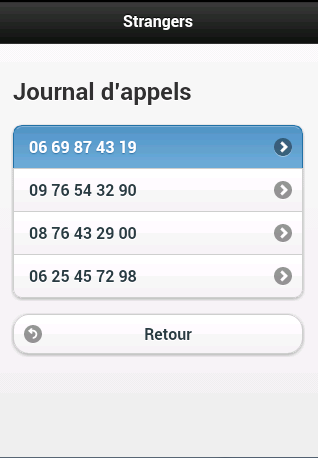 Strangers
Journal d'appels
06 69 87 43 19
09 76 54 32 90
08 76 43 29 00
06 25 45 72 98
Retour